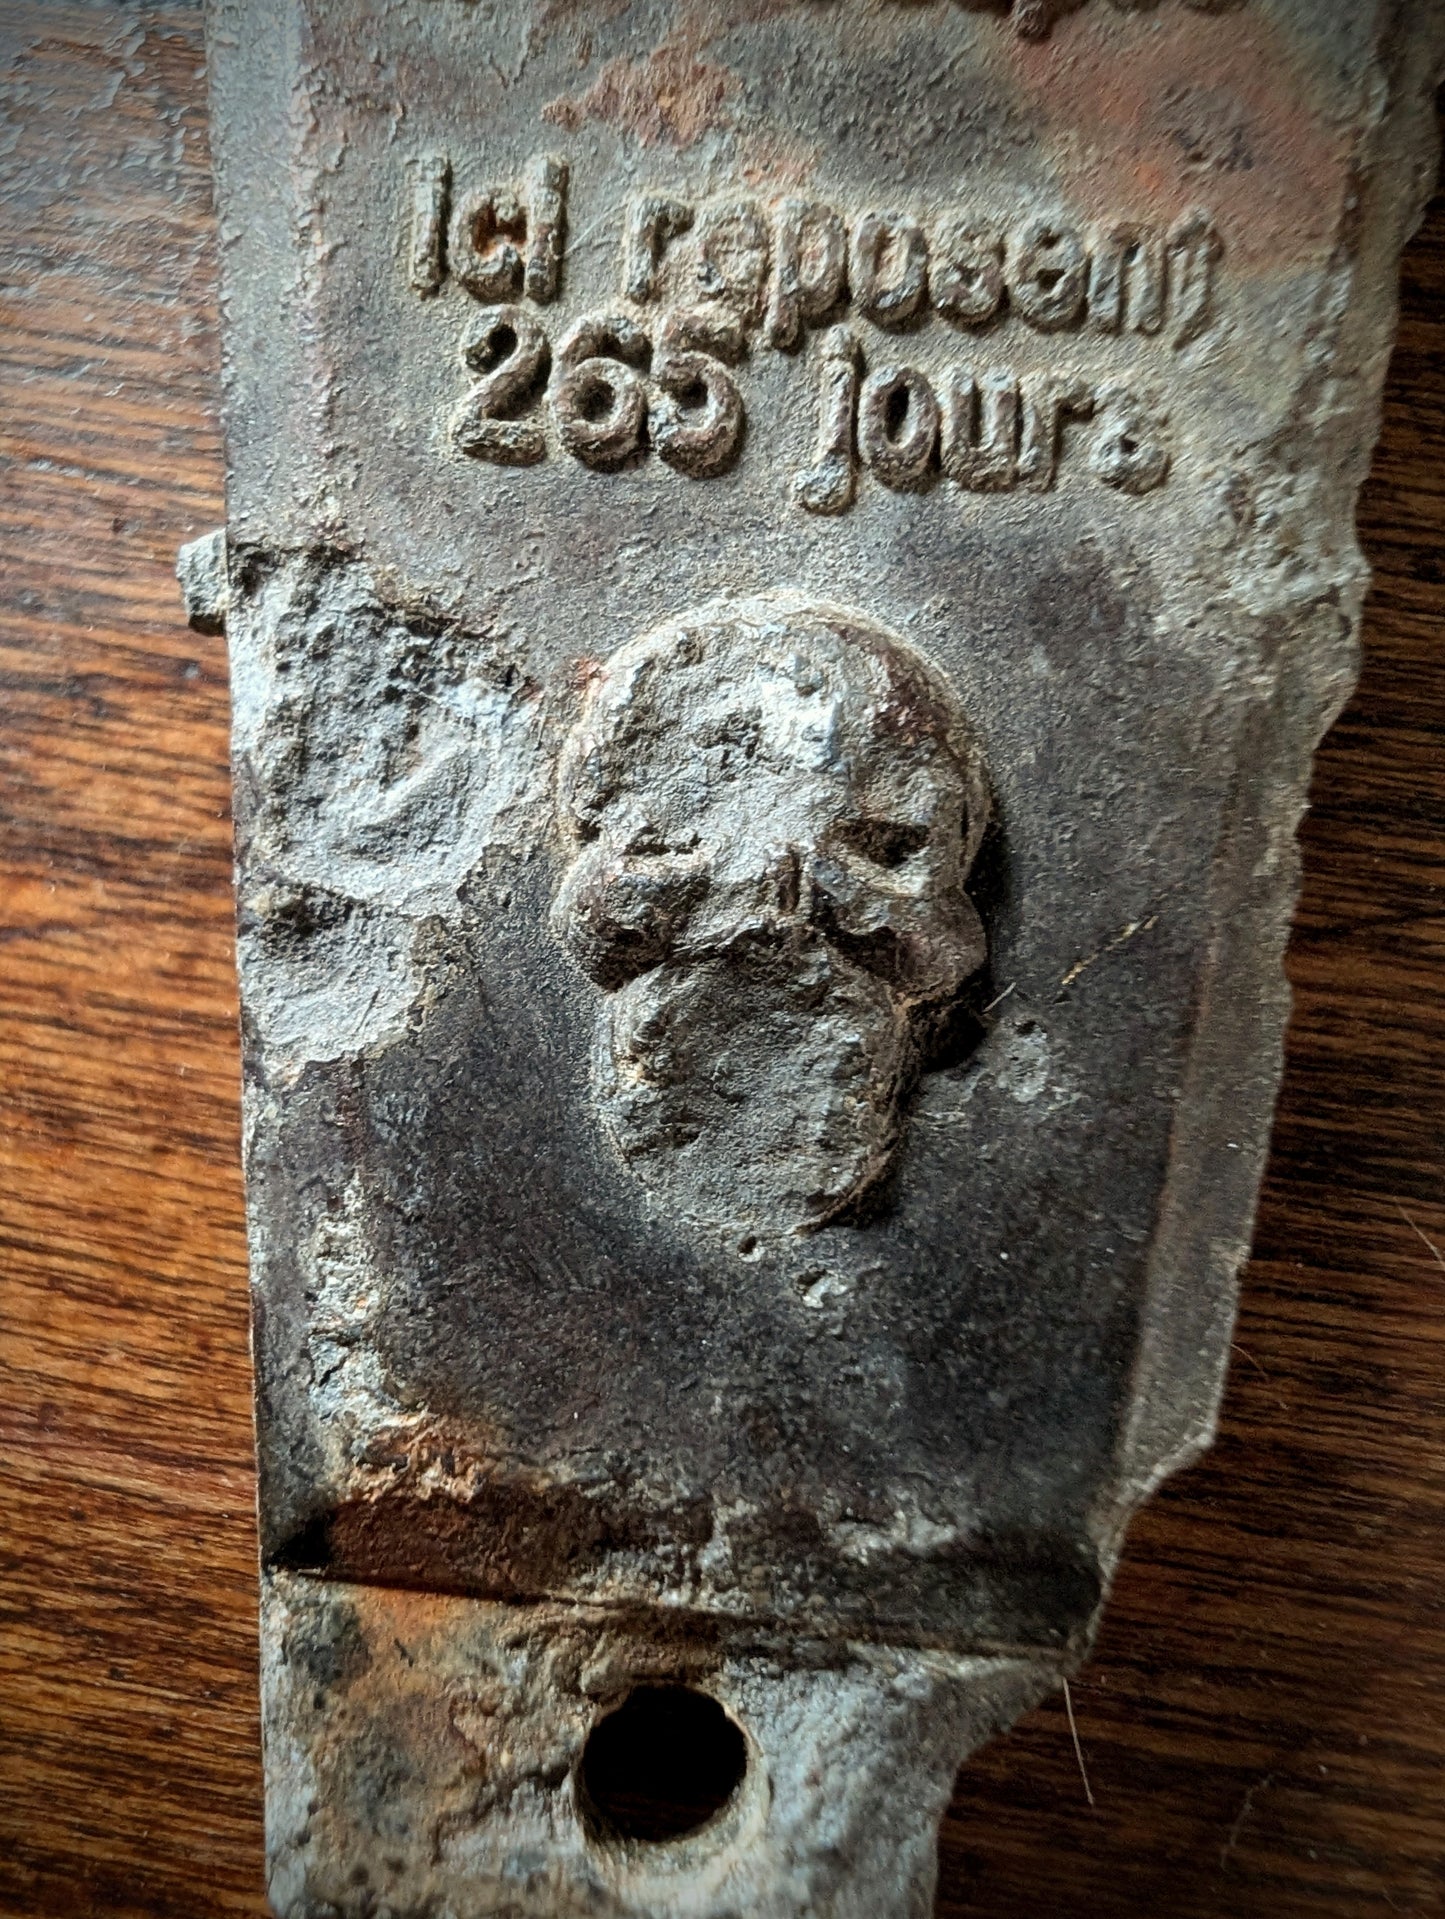 Ici reposent
265 jours